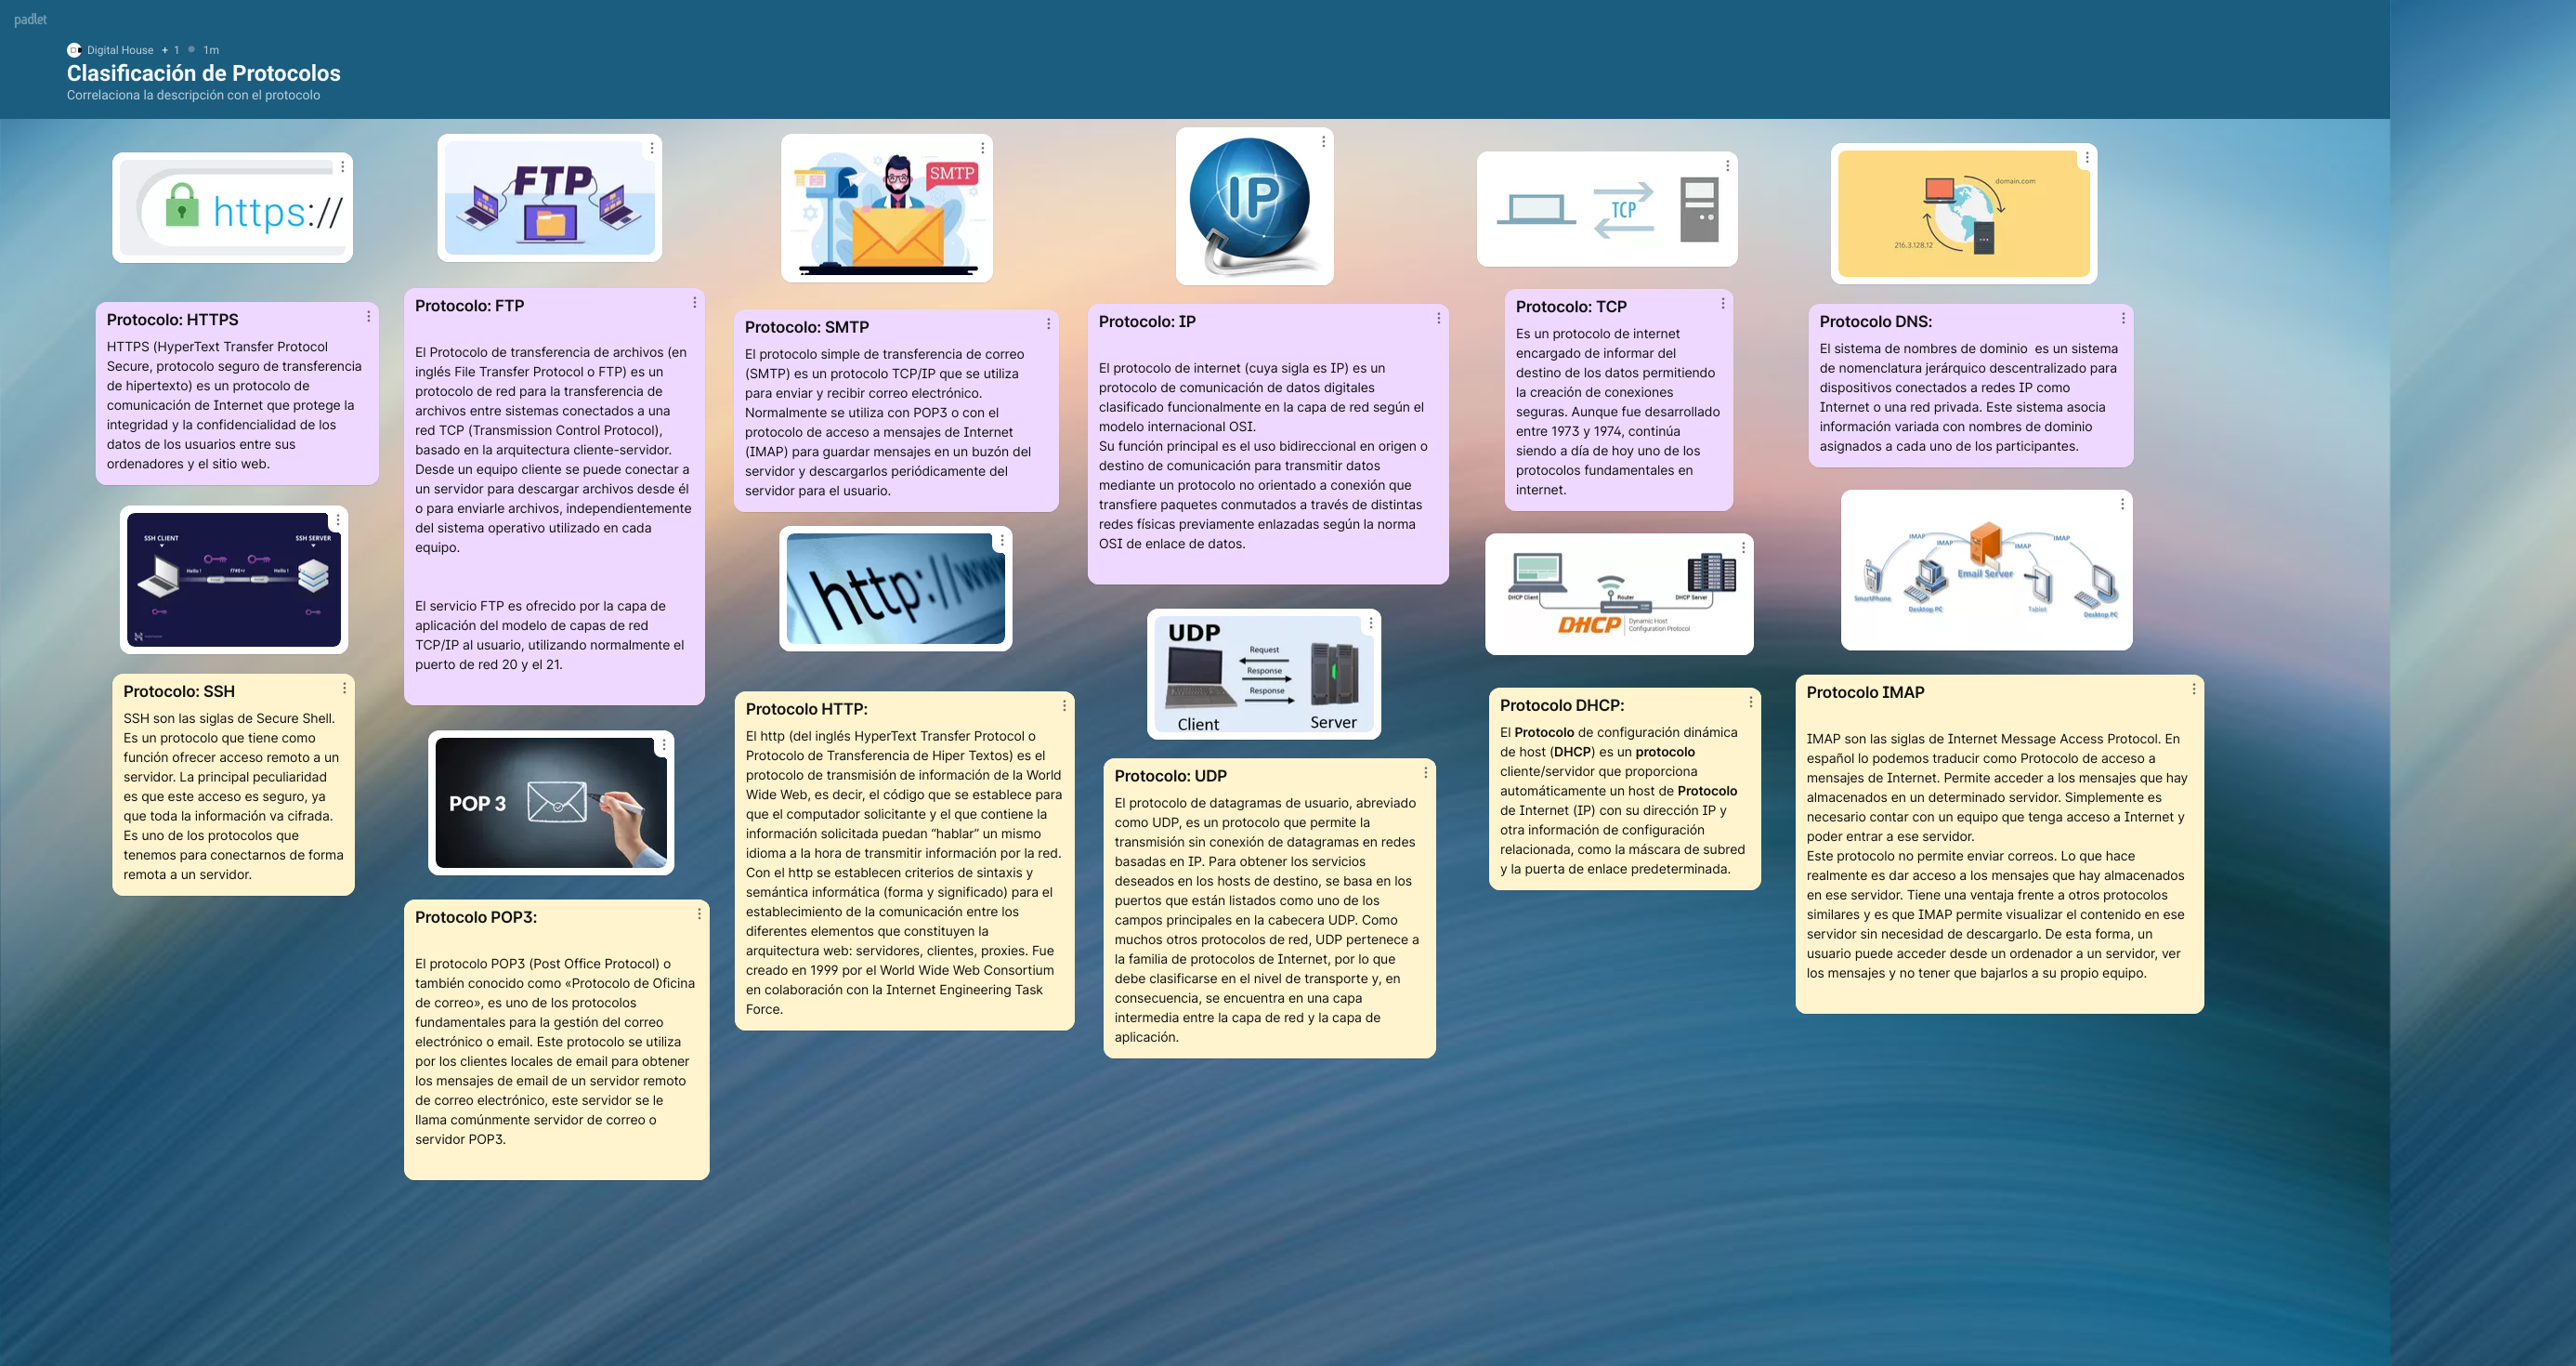 padlet
Digital House + 1 1m
Clasificación de Protocolos
Correlaciona la descripción con el protocolo
https://
Protocolo: HTTPS
HTTPS (HyperText Transfer Protocol
Secure, protocolo seguro de transferencia
de hipertexto) es un protocolo de
comunicación de Internet que protege la
integridad y la confidencialidad de los
datos de los usuarios entre sus
ordenadores y el sitio web.
SSH CLIENT
SSH SERVER
Hello !
Hello !
Protocolo: SSH
SSH son las siglas de Secure Shell.
Es un protocolo que tiene como
función ofrecer acceso remoto a un
servidor. La principal peculiaridad
es que este acceso es seguro, ya
que toda la información va cifrada.
Es uno de los protocolos que
tenemos para conectarnos de forma
remota a un servidor.
FTP
Protocolo: FTP
El Protocolo de transferencia de archivos (en
inglés File Transfer Protocol o FTP) es un
protocolo de red para la transferencia de
archivos entre sistemas conectados a una
red TCP (Transmission Control Protocol),
basado en la arquitectura cliente-servidor.
Desde un equipo cliente se puede conectar a
un servidor para descargar archivos desde él
o para enviarle archivos, independientemente
del sistema operativo utilizado en cada
equipo.
El servicio FTP es ofrecido por la capa de
aplicación del modelo de capas de red
TCP/IP al usuario, utilizando normalmente el
puerto de red 20 y el 21.
POP 3
Protocolo POP3:
El protocolo POP3 (Post Office Protocol) o
también conocido como «Protocolo de Oficina
de correo», es uno de los protocolos
fundamentales para la gestión del correo
electrónico o email. Este protocolo se utiliza
por los clientes locales de email para obtener
los mensajes de email de un servidor remoto
de correo electrónico, este servidor se le
llama comúnmente servidor de correo o
servidor POP3.
SMTP
Protocolo: SMTP
El protocolo simple de transferencia de correo
(SMTP) es un protocolo TCP/IP que se utiliza
para enviar y recibir correo electrónico.
Normalmente se utiliza con POP3 o con el
protocolo de acceso a mensajes de Internet
(IMAP) para guardar mensajes en un buzón del
servidor y descargarlos periódicamente del
servidor para el usuario.
http://www
Protocolo HTTP:
El http (del inglés HyperText Transfer Protocol o
Protocolo de Transferencia de Hiper Textos) es el
protocolo de transmisión de información de la World
Wide Web, es decir, el código que se establece para
que el computador solicitante y el que contiene la
información solicitada puedan “hablar” un mismo
idioma a la hora de transmitir información por la red.
Con el http se establecen criterios de sintaxis y
semántica informática (forma y significado) para el
establecimiento de la comunicación entre los
diferentes elementos que constituyen la
arquitectura web: servidores, clientes, proxies. Fue
creado en 1999 por el World Wide Web Consortium
en colaboración con la Internet Engineering Task
Force.
IP
Protocolo: IP
El protocolo de internet (cuya sigla es IP) es un
protocolo de comunicación de datos digitales
clasificado funcionalmente en la capa de red según el
modelo internacional OSI.
Su función principal es el uso bidireccional en origen o
destino de comunicación para transmitir datos
mediante un protocolo no orientado a conexión que
transfiere paquetes conmutados a través de distintas
redes físicas previamente enlazadas según la norma
OSI de enlace de datos.
UDP
Request
Response
Response
Client
Server
Protocolo: UDP
El protocolo de datagramas de usuario, abreviado
como UDP, es un protocolo que permite la
transmisión sin conexión de datagramas en redes
basadas en IP. Para obtener los servicios
deseados en los hosts de destino, se basa en los
puertos que están listados como uno de los
campos principales en la cabecera UDP. Como
muchos otros protocolos de red, UDP pertenece a
la familia de protocolos de Internet, por lo que
debe clasificarse en el nivel de transporte y, en
consecuencia, se encuentra en una capa
intermedia entre la capa de red y la capa de
aplicación.
TCP
Protocolo: TCP
Es un protocolo de internet
encargado de informar del
destino de los datos permitiendo
la creación de conexiones
seguras. Aunque fue desarrollado
entre 1973 y 1974, continúa
siendo a día de hoy uno de los
protocolos fundamentales en
internet.
DHCP Client
Router
DHCP Server
DHCP
Dynamic Host
Configuration Protocol
Protocolo DHCP:
El Protocolo de configuración dinámica
de host (DHCP) es un protocolo
cliente/servidor que proporciona
automáticamente un host de Protocolo
de Internet (IP) con su dirección IP y
otra información de configuración
relacionada, como la máscara de subred
y la puerta de enlace predeterminada.
domain.com
216.3.128.12
Protocolo DNS:
El sistema de nombres de dominio  es un sistema
de nomenclatura jerárquico descentralizado para
dispositivos conectados a redes IP como
Internet o una red privada. Este sistema asocia
información variada con nombres de dominio
asignados a cada uno de los participantes.
IMAP
IMAP
IMAP
IMAP
Email Server
SmartPhone
Desktop PC
Tablet
Desktop PC
Protocolo IMAP
IMAP son las siglas de Internet Message Access Protocol. En
español lo podemos traducir como Protocolo de acceso a
mensajes de Internet. Permite acceder a los mensajes que hay
almacenados en un determinado servidor. Simplemente es
necesario contar con un equipo que tenga acceso a Internet y
poder entrar a ese servidor.
Este protocolo no permite enviar correos. Lo que hace
realmente es dar acceso a los mensajes que hay almacenados
en ese servidor. Tiene una ventaja frente a otros protocolos
similares y es que IMAP permite visualizar el contenido en ese
servidor sin necesidad de descargarlo. De esta forma, un
usuario puede acceder desde un ordenador a un servidor, ver
los mensajes y no tener que bajarlos a su propio equipo.